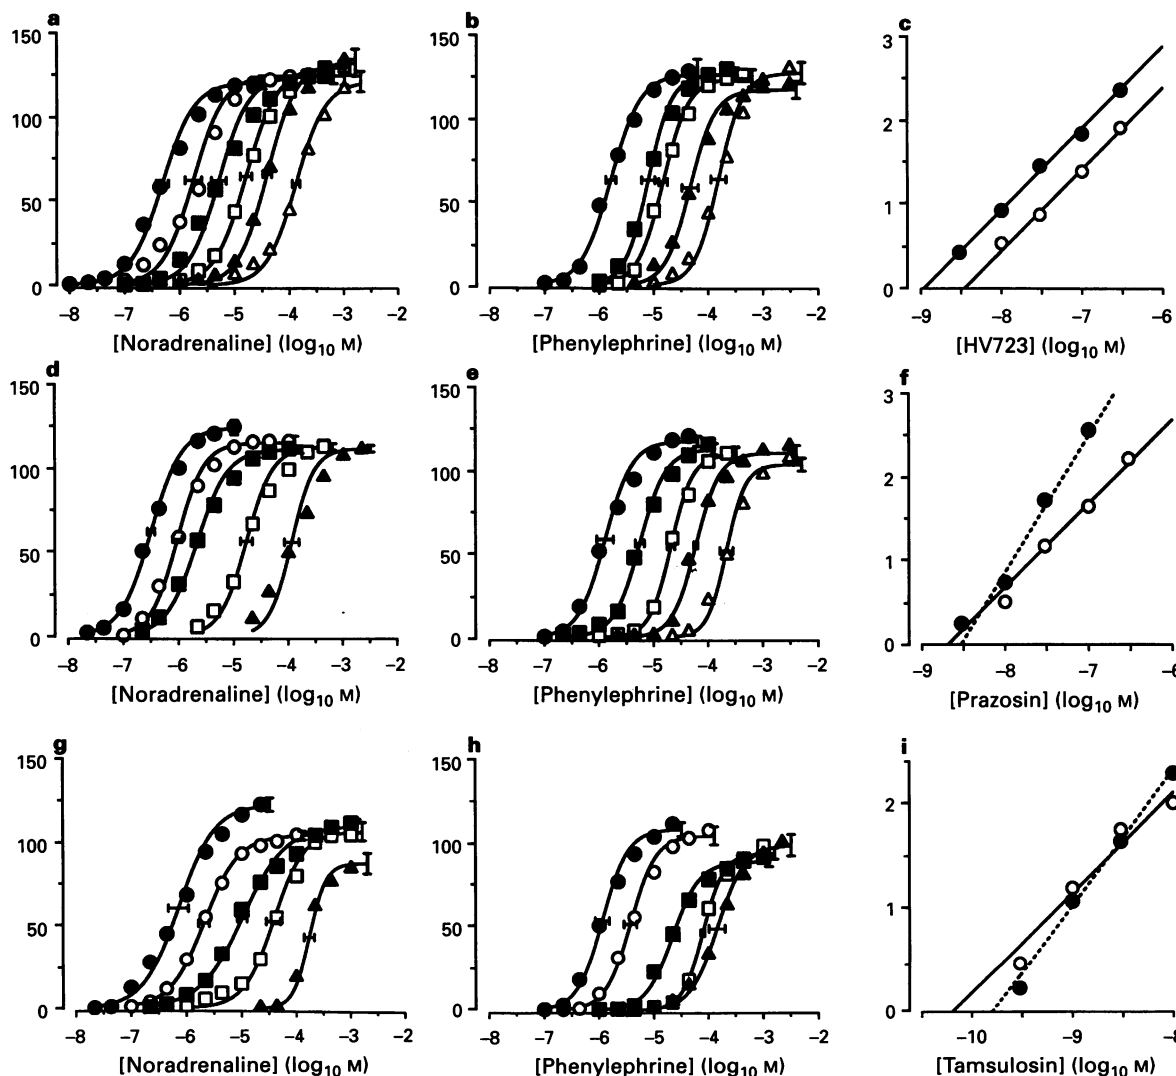 a
150
100
50
0
−8 −7 −6 −5 −4 −3 −2
[Noradrenaline] (log10 M)
b
150
100
50
0
−8 −7 −6 −5 −4 −3 −2
[Phenylephrine] (log10 M)
c
3
2
1
0
−9 −8 −7 −6
[HV723] (log10 M)
d
150
100
50
0
−8 −7 −6 −5 −4 −3 −2
[Noradrenaline] (log10 M)
e
150
100
50
0
−8 −7 −6 −5 −4 −3 −2
[Phenylephrine] (log10 M)
f
3
2
1
0
−9 −8 −7 −6
[Prazosin] (log10 M)
g
150
100
50
0
−8 −7 −6 −5 −4 −3 −2
[Noradrenaline] (log10 M)
h
150
100
50
0
−8 −7 −6 −5 −4 −3 −2
[Phenylephrine] (log10 M)
i
2
1
0
−10 −9 −8
[Tamsulosin] (log10 M)